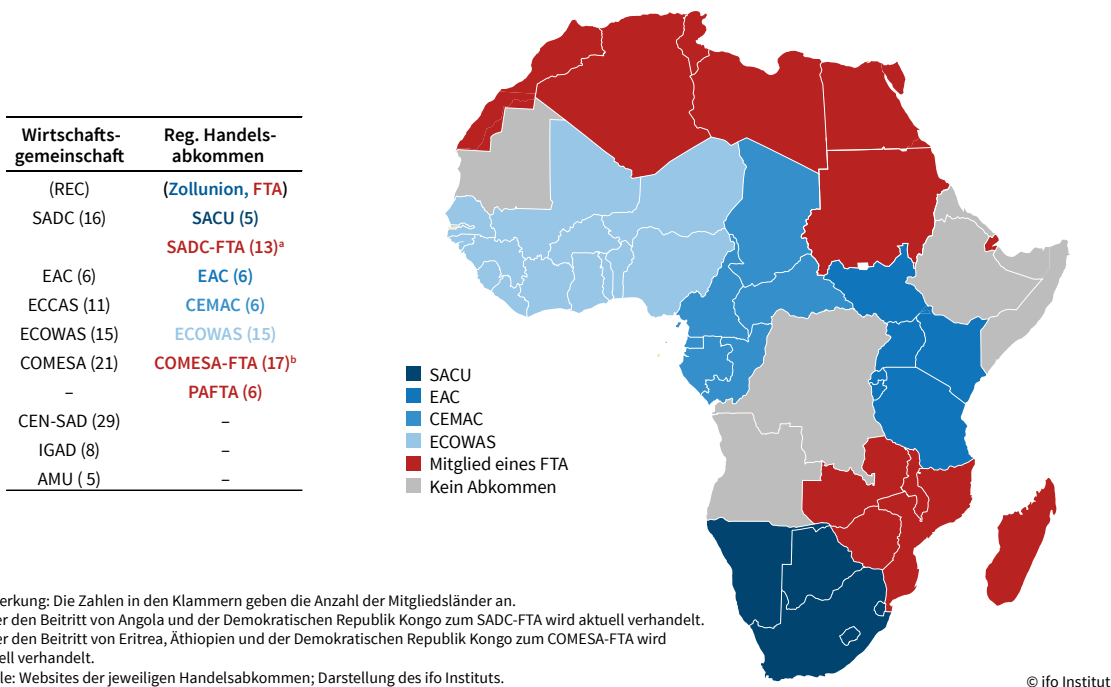 Wirtschafts-
gemeinschaft
Reg. Handels-
abkommen
(REC) (Zollunion, FTA)
SADC (16) SACU (5)
SADC-FTA (13)ᵃ
EAC (6) EAC (6)
ECCAS (11) CEMAC (6)
ECOWAS (15) ECOWAS (15)
COMESA (21) COMESA-FTA (17)ᵇ
– PAFTA (6)
CEN-SAD (29) –
IGAD (8) –
AMU ( 5) –
SACU
EAC
CEMAC
ECOWAS
Mitglied eines FTA
Kein Abkommen
erkung: Die Zahlen in den Klammern geben die Anzahl der Mitgliedsländer an.
er den Beitritt von Angola und der Demokratischen Republik Kongo zum SADC-FTA wird aktuell verhandelt.
er den Beitritt von Eritrea, Äthiopien und der Demokratischen Republik Kongo zum COMESA-FTA wird
ell verhandelt.
le: Websites der jeweiligen Handelsabkommen; Darstellung des ifo Instituts.
© ifo Institut